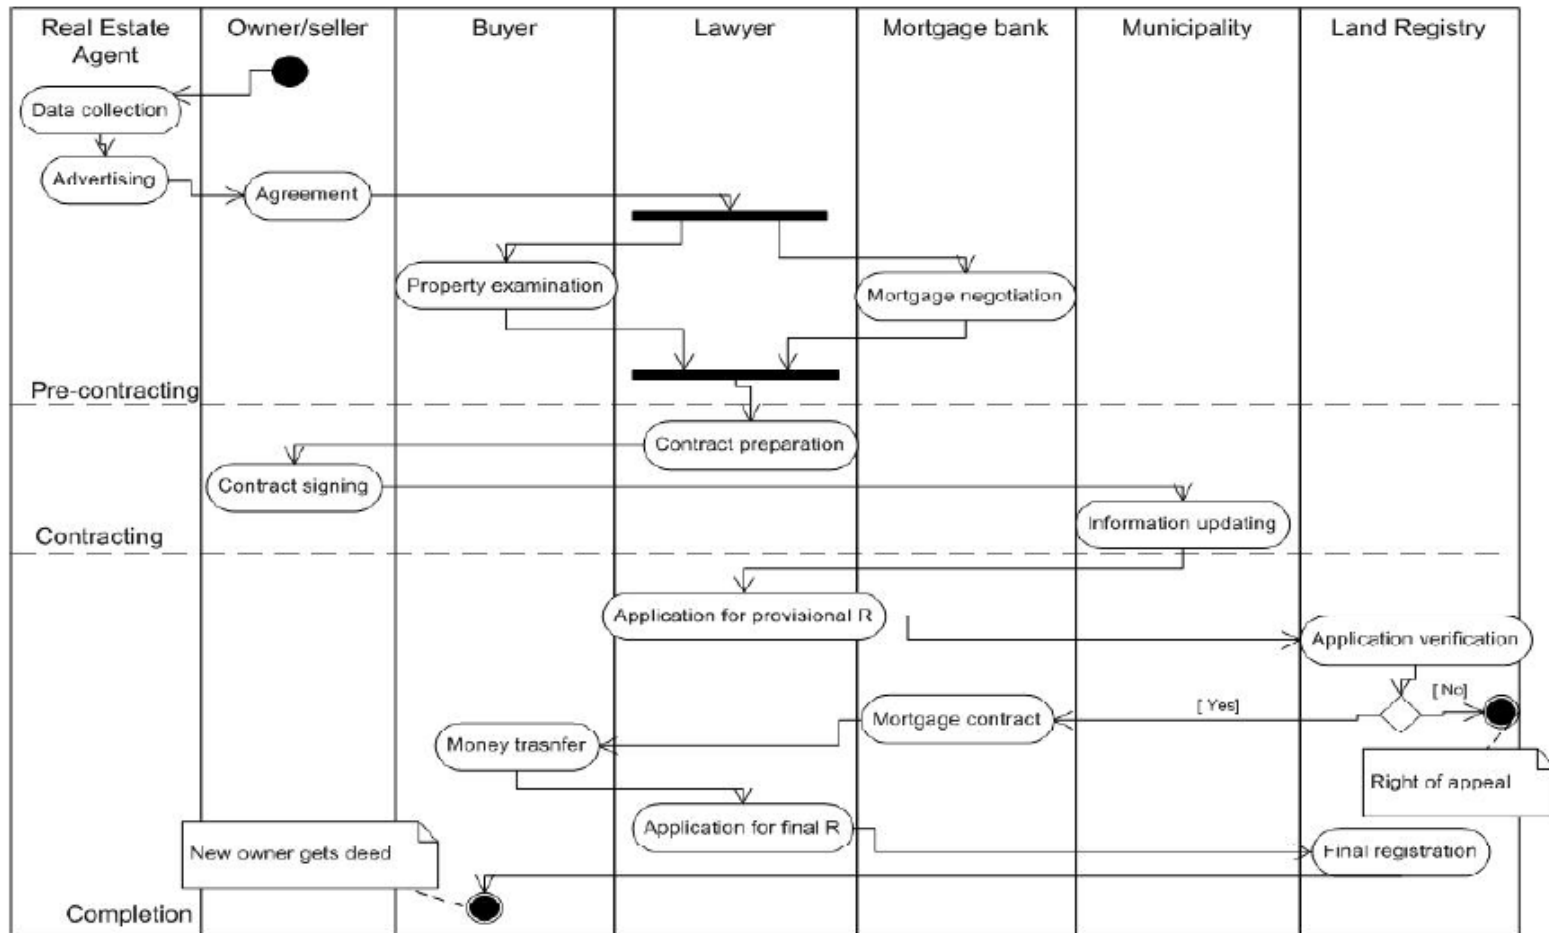 Real Estate
Agent
Owner/seller
Buyer
Lawyer
Mortgage bank
Municipality
Land Registry
Data collection
Advertising
Agreement
Property examination
Mortgage negotiation
Pre-contracting
Contract preparation
Contract signing
Information updating
Contracting
Application for provisional R
Application verification
[ No]
[ Yes]
Mortgage contract
Money trasnfer
Right of appeal
Application for final R
New owner gets deed
Final registration
Completion